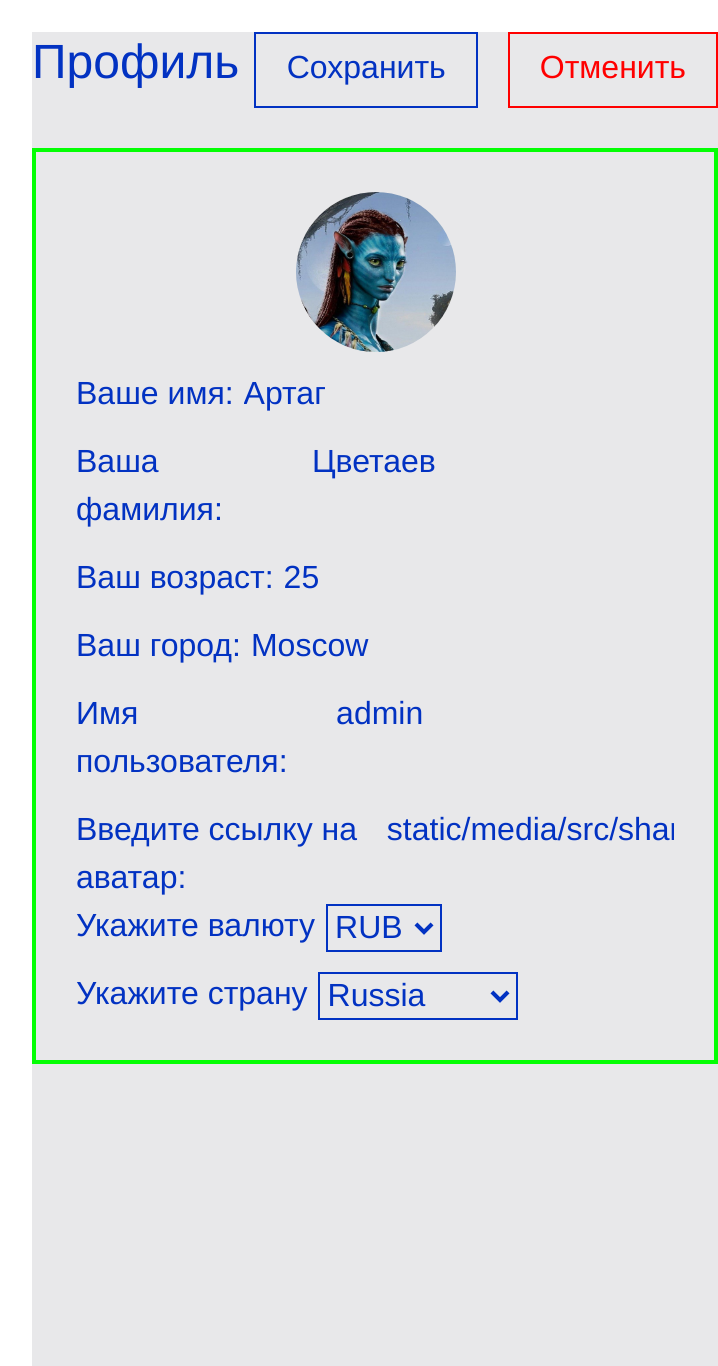 Профиль Сохранить Отменить
Ваше имя: Артаг
Ваша Цветаев
фамилия:
Ваш возраст: 25
Ваш город: Moscow
Имя admin
пользователя:
Введите ссылку на static/media/src/shar
аватар:
Укажите валюту RUB
Укажите страну Russia